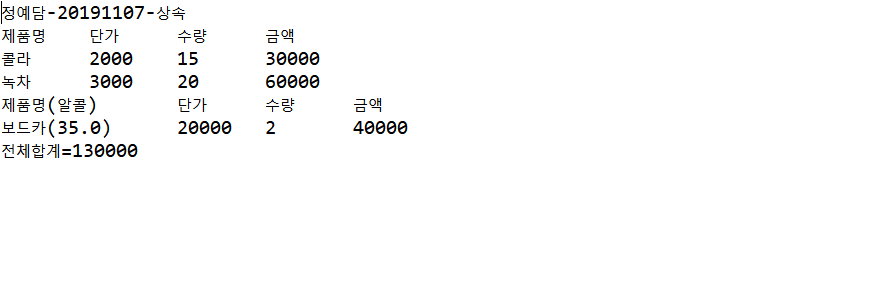 정예담-20191107-상속
제품명 단가 수량 금액
콜라 2000 15 30000
녹차 3000 20 60000
제품명(알콜) 단가 수량 금액
보드카(35.0) 20000 2 40000
전체합계=130000